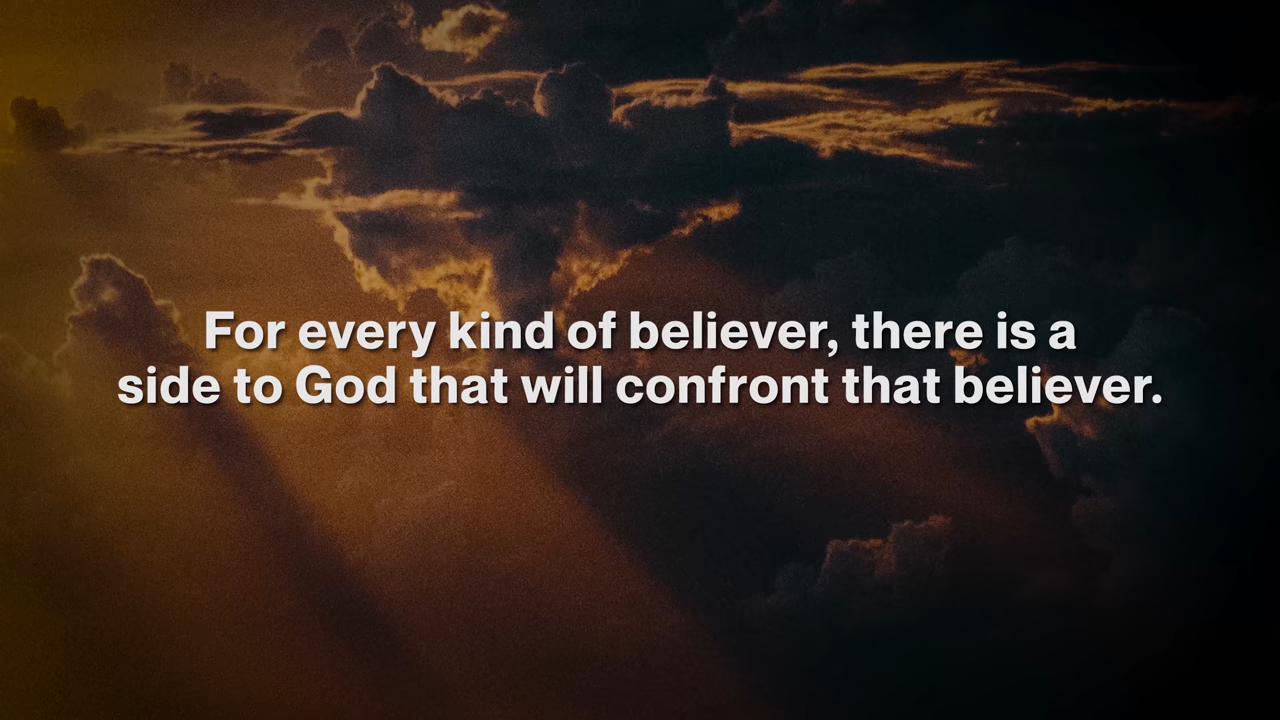 For every kind of believer, there is a
side to God that will confront that believer.